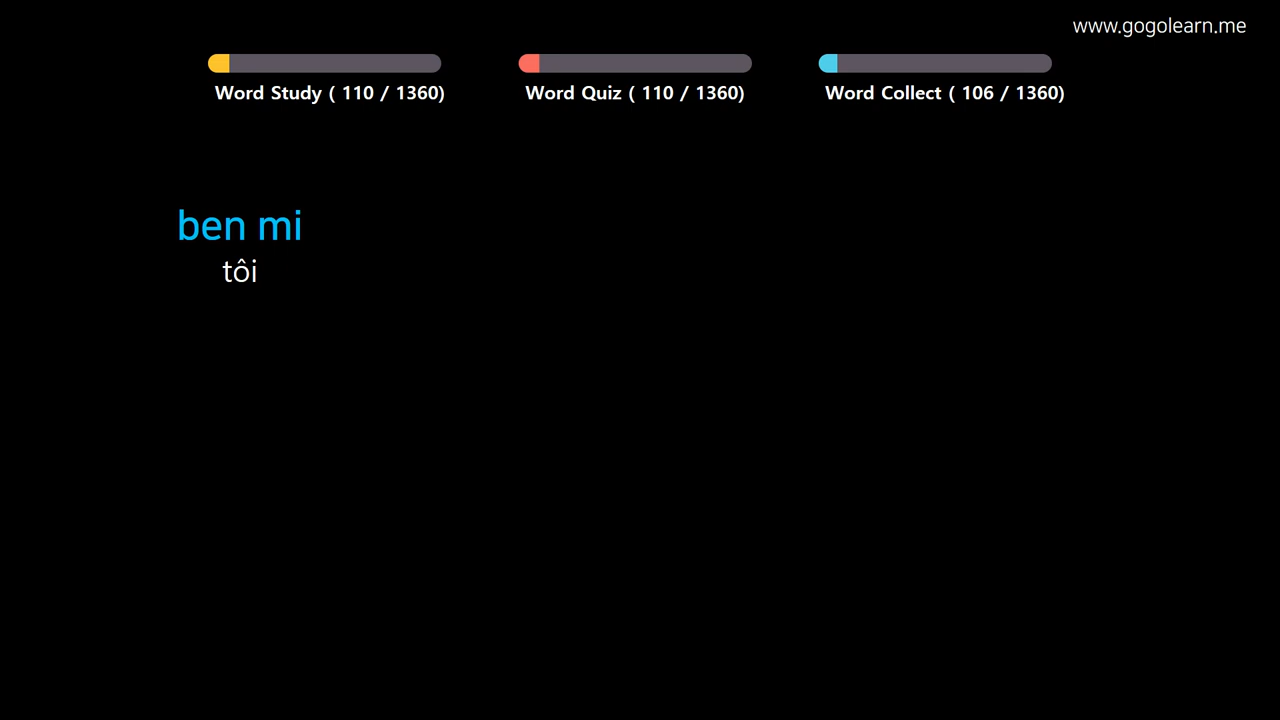 www.gogolearn.me
Word Study ( 110 / 1360)
Word Quiz ( 110 / 1360)
Word Collect ( 106 / 1360)
ben mi
tôi